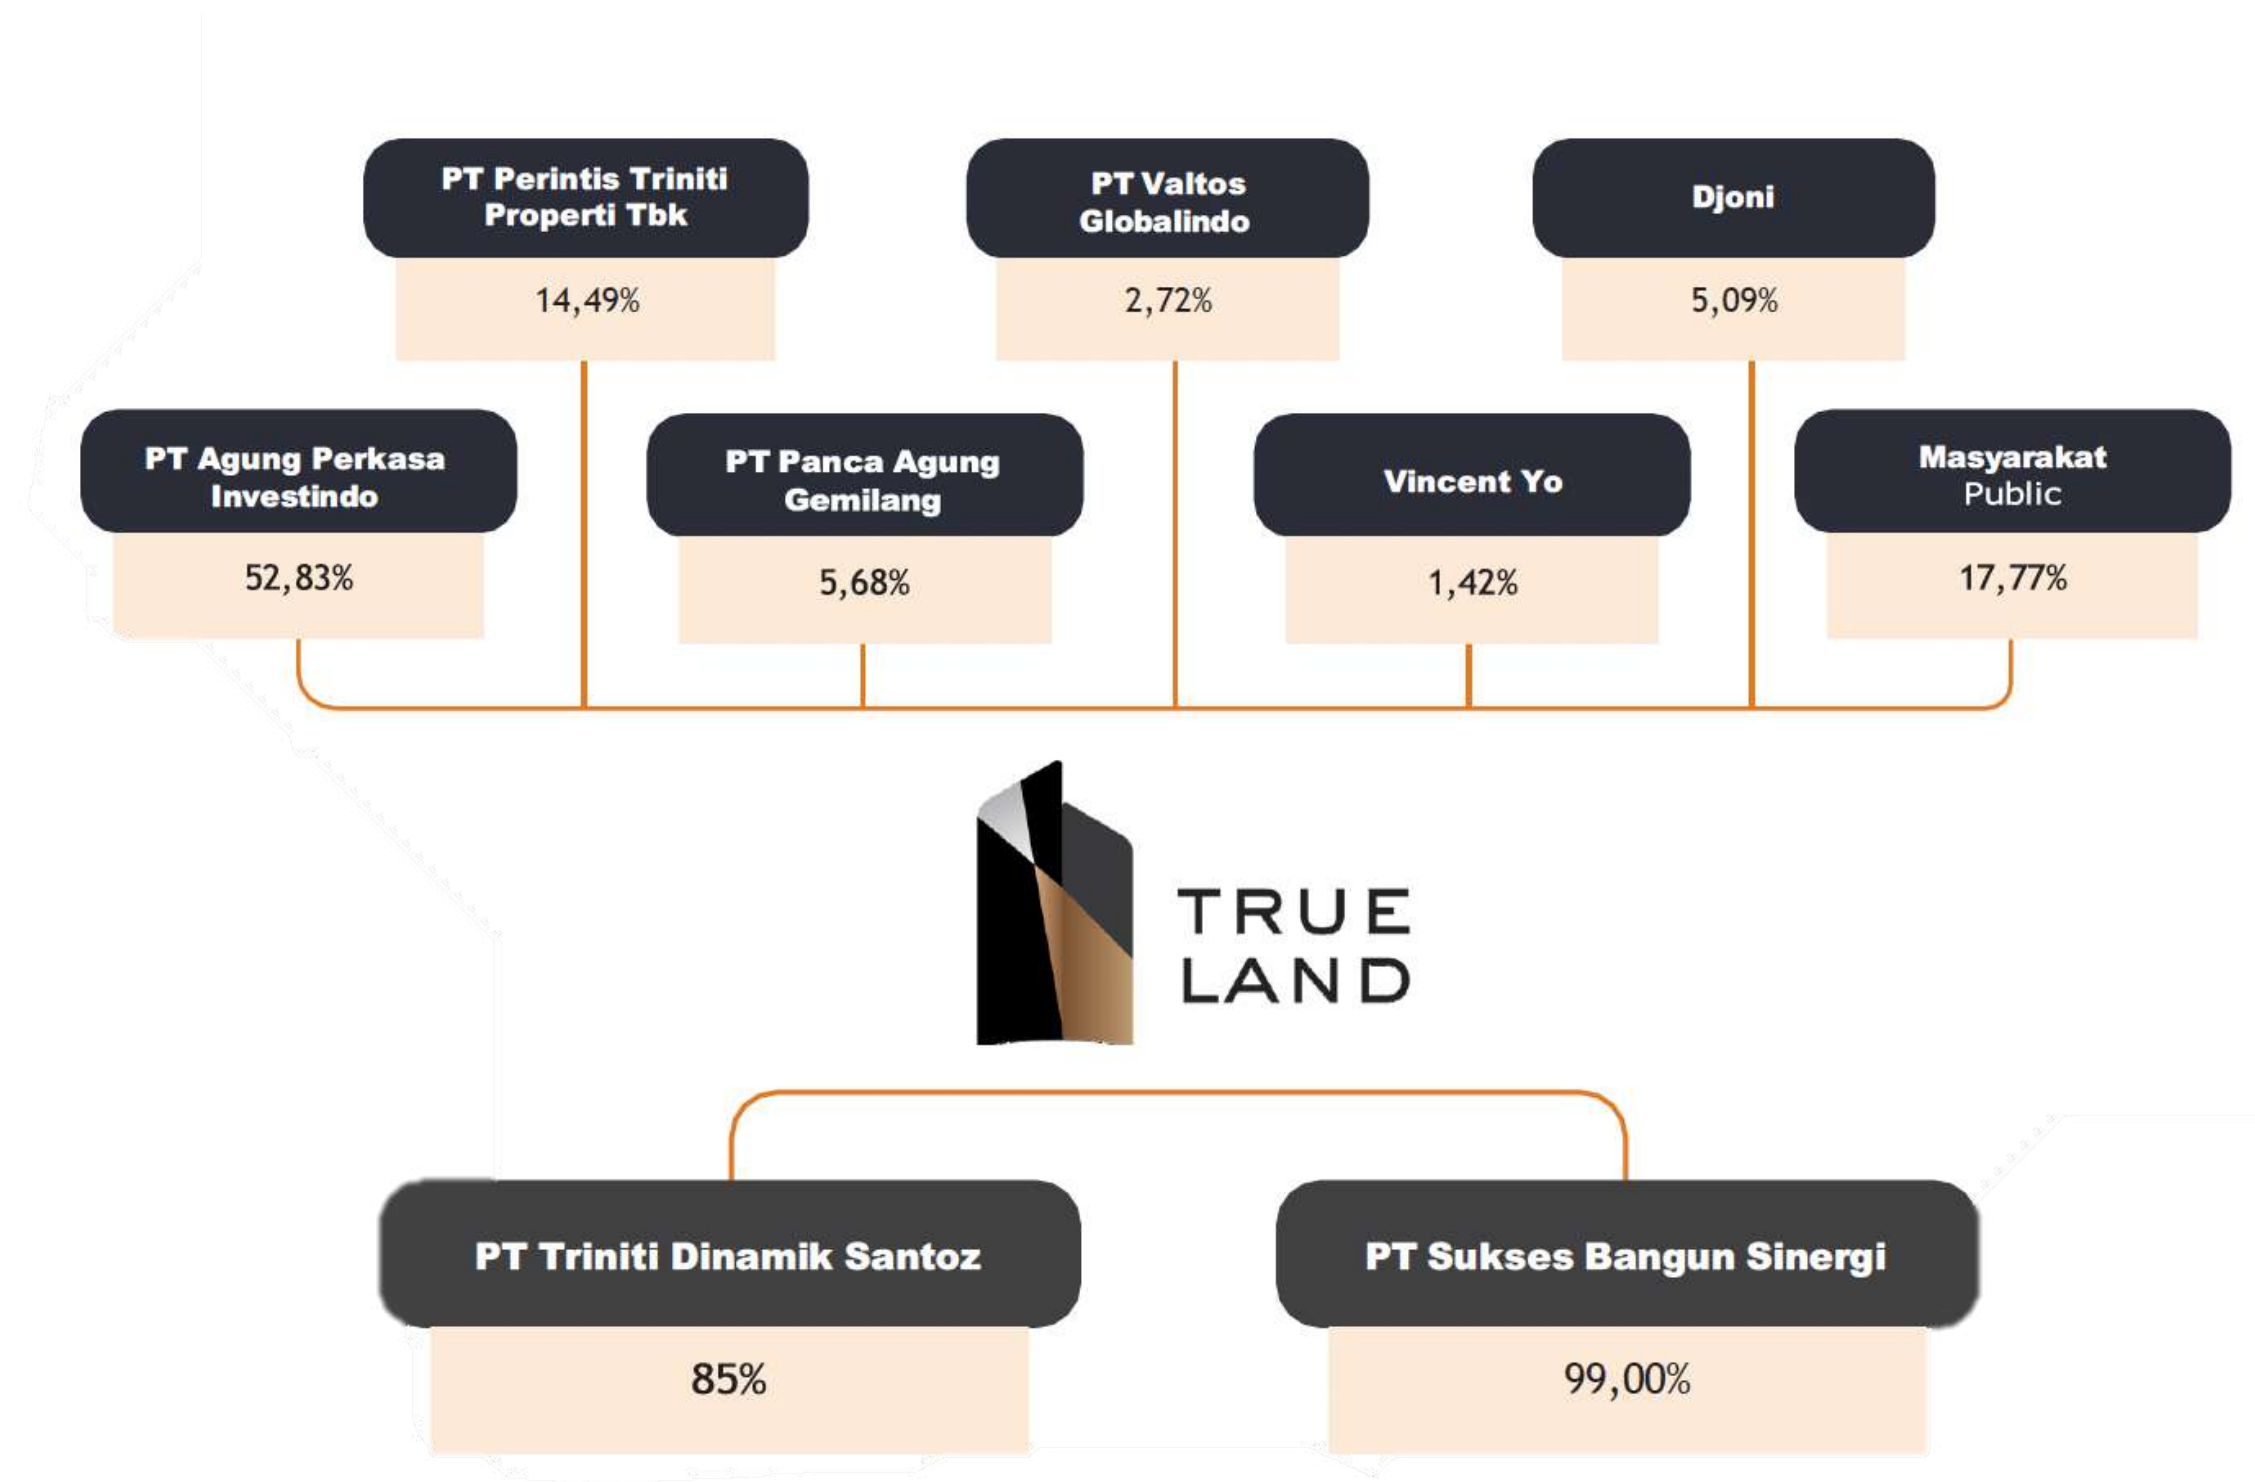 PT Perintis Triniti
Properti Tbk
14,49%
PT Valtos
Globalindo
2,72%
Djoni
5,09%
PT Agung Perkasa
Investindo
52,83%
PT Panca Agung
Gemilang
5,68%
Vincent Yo
1,42%
Masyarakat
Public
17,77%
TRUE
LAND
PT Triniti Dinamik Santoz
85%
PT Sukses Bangun Sinergi
99,00%